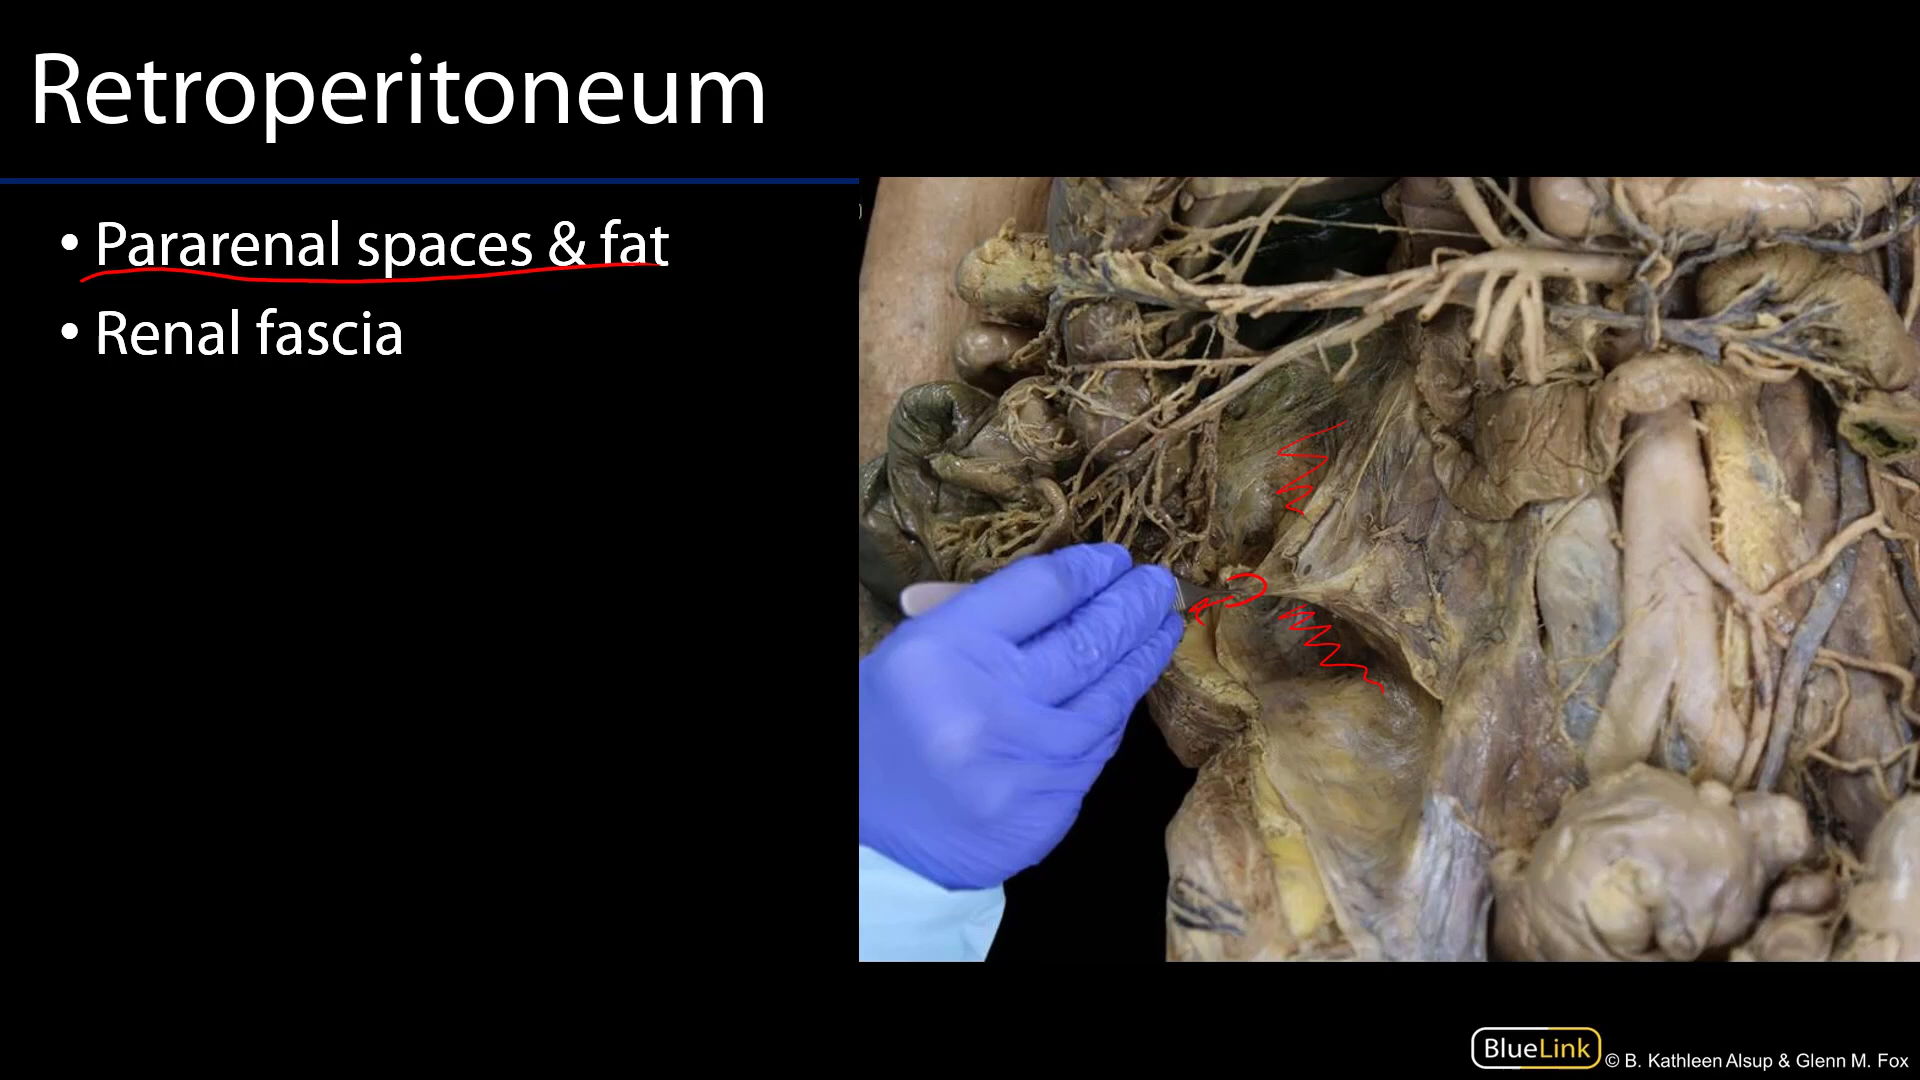 Retroperitoneum
• Pararenal spaces & fat
• Renal fascia
BlueLink
© B. Kathleen Alsup & Glenn M. Fox